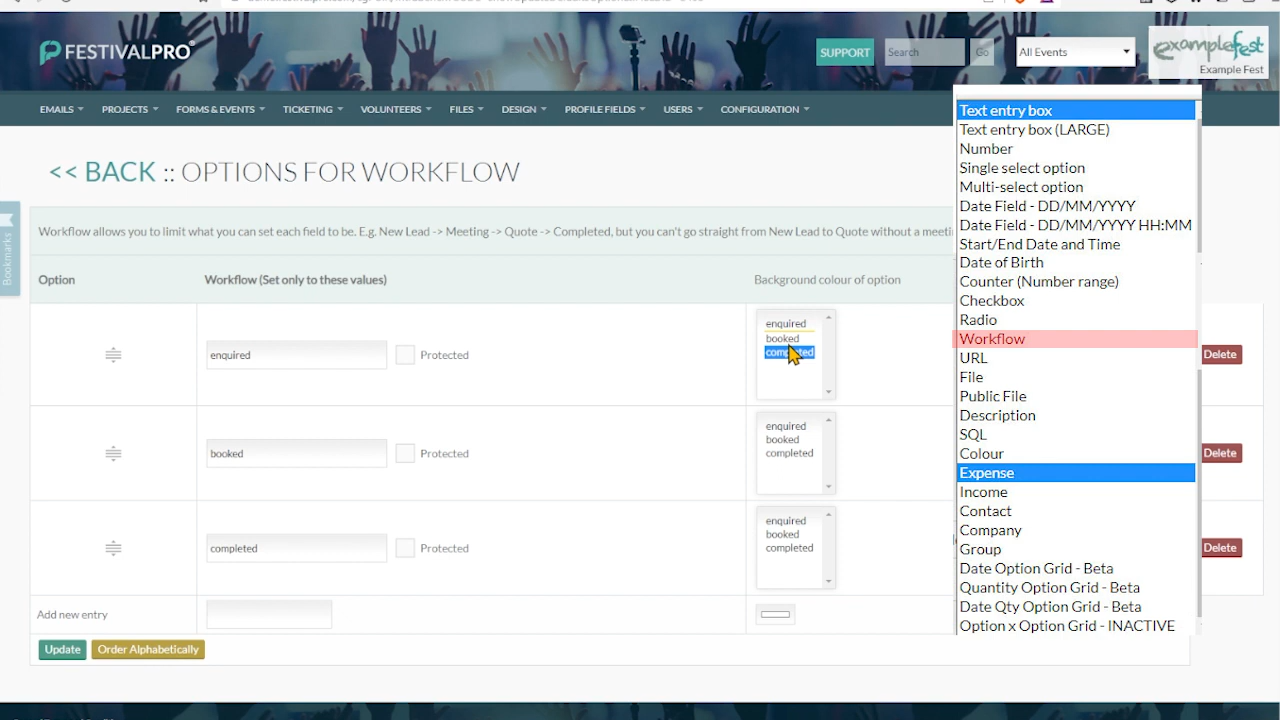 FESTIVALPRO®
SUPPORT
Search
Go
All Events
examplefest
Example Fest
EMAILS
PROJECTS
FORMS & EVENTS
TICKETING
VOLUNTEERS
FILES
DESIGN
PROFILE FIELDS
USERS
CONFIGURATION
<< BACK :: OPTIONS FOR WORKFLOW
Bookmarks
Workflow allows you to limit what you can set each field to be. E.g. New Lead -> Meeting -> Quote -> Completed, but you can't go straight from New Lead to Quote without a
Option
Workflow (Set only to these values)
Background colour of option
enquired
Protected
enquired
booked
completed
Delete
booked
Protected
enquired
booked
completed
Delete
completed
Protected
enquired
booked
completed
Delete
Add new entry
Update
Order Alphabetically
Text entry box
Text entry box (LARGE)
Number
Single select option
Multi-select option
Date Field - DD/MM/YYYY
Date Field - DD/MM/YYYY HH:MM
Start/End Date and Time
Date of Birth
Counter (Number range)
Checkbox
Radio
Workflow
URL
File
Public File
Description
SQL
Colour
Expense
Income
Contact
Company
Group
Date Option Grid - Beta
Quantity Option Grid - Beta
Date Qty Option Grid - Beta
Option x Option Grid - INACTIVE